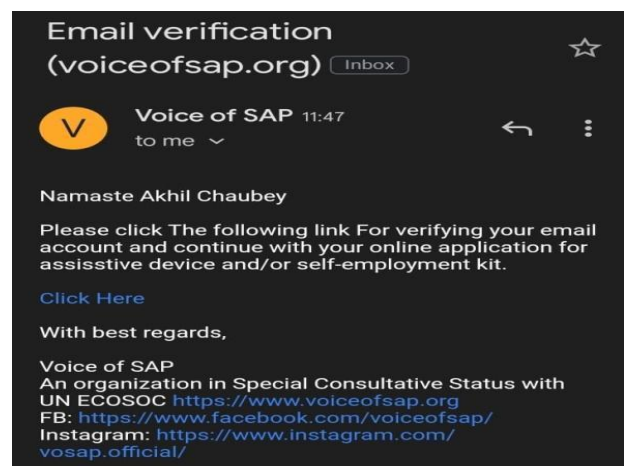 Email verification
(voiceofsap.org) Inbox
V
Voice of SAP 11:47
to me
Namaste Akhil Chaubey
Please click The following link For verifying your email
account and continue with your online application for
assisstive device and/or self-employment kit.
Click Here
With best regards,
Voice of SAP
An organization in Special Consultative Status with
UN ECOSOC https://www.voiceofsap.org
FB: https://www.facebook.com/voiceofsap/
Instagram: https://www.instagram.com/
vosap.official/